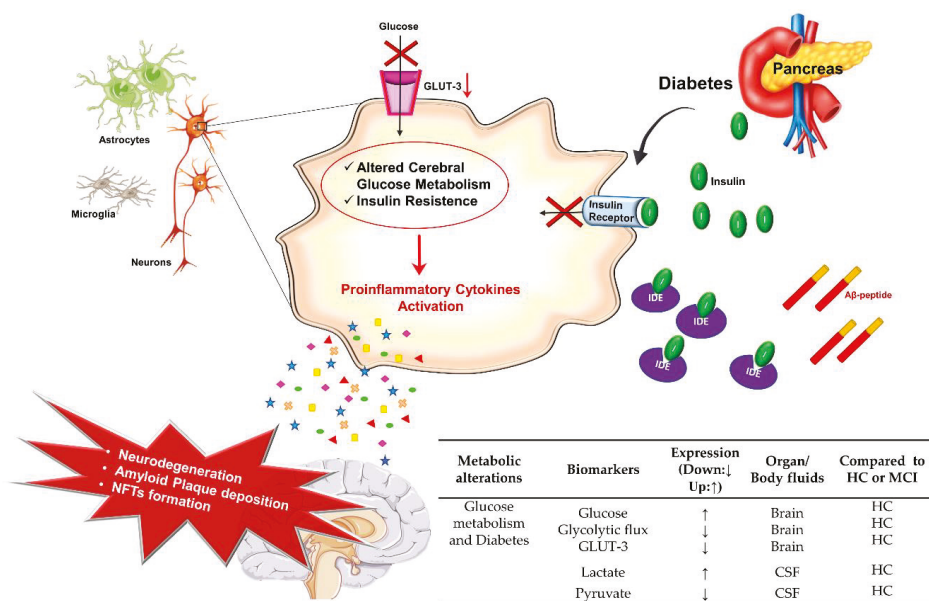 Glucose
GLUT-3
Astrocytes
Microglia
Neurons
✓ Altered Cerebral
Glucose Metabolism
✓ Insulin Resistence
Proinflammatory Cytokines
Activation
Diabetes
Pancreas
Insulin
Insulin
Receptor
IDE
IDE
IDE
IDE
Aβ-peptide
• Neurodegeneration
• Amyloid Plaque deposition
• NFTs formation
Metabolic
alterations
Biomarkers
Expression
(Down:↓
Up:↑)
Organ/
Body fluids
Compared to
HC or MCI
Glucose
metabolism
and Diabetes
Glucose ↑ Brain HC
Glycolytic flux ↓ Brain HC
GLUT-3 ↓ Brain HC
Lactate ↑ CSF HC
Pyruvate ↓ CSF HC